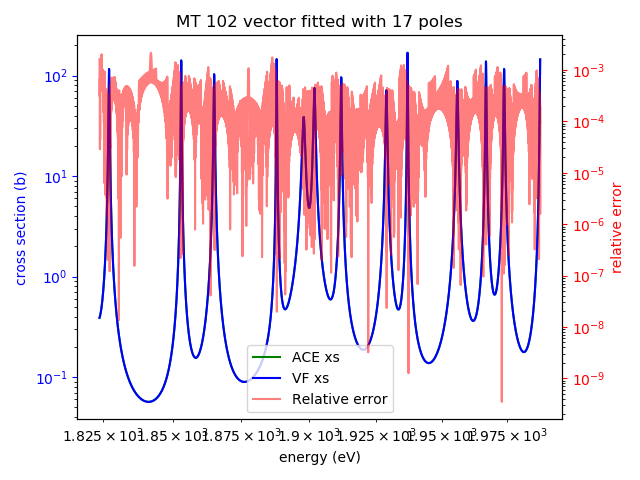 MT 102 vector fitted with 17 poles
10²
10¹
10⁰
10⁻¹
cross section (b)
10⁻³
10⁻⁴
10⁻⁵
10⁻⁶
10⁻⁷
10⁻⁸
10⁻⁹
relative error
ACE xs
VF xs
Relative error
1.825 × 10³ 1.85 × 10³ 1.875 × 10³ 1.9 × 10³ 1.925 × 10³ 1.95 × 10³ 1.975 × 10³
energy (eV)